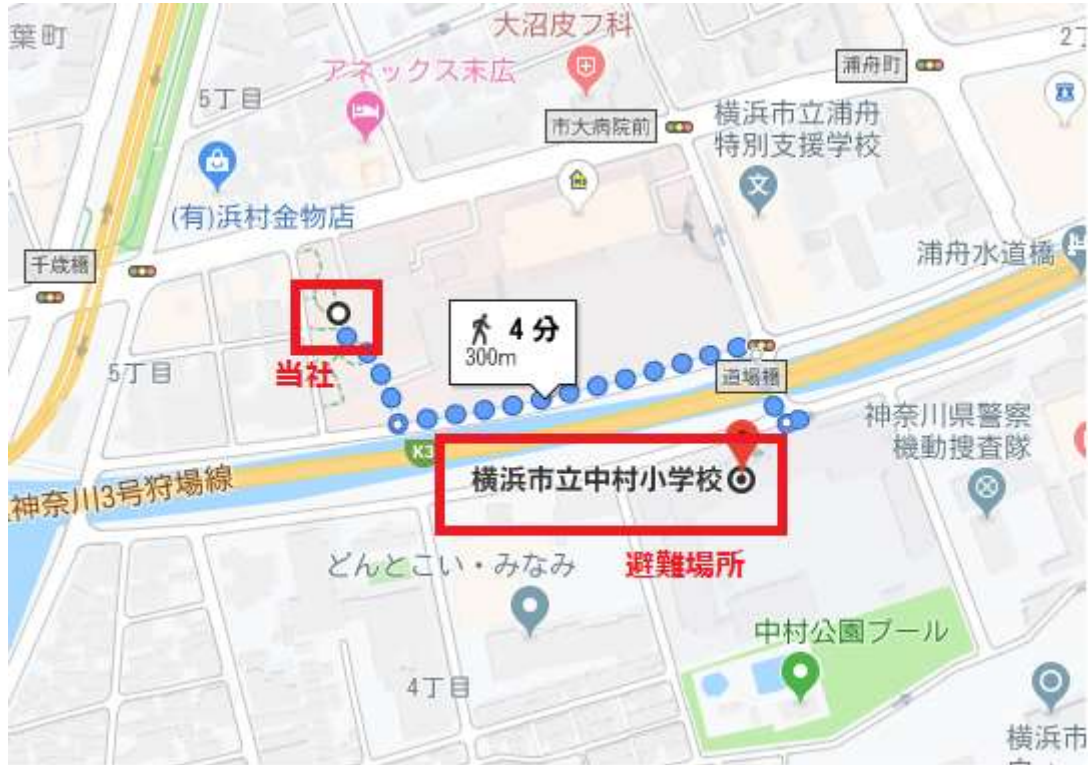 葉町
大沼皮フ科
2丁
浦舟町
アネックス末広
5丁目
市大病院前
横浜市立浦舟
特別支援学校
(有)浜村金物店
千歳橋
浦舟水道橋
4 分
300m
当社
5丁目
道場橋
神奈川県警察
機動捜査隊
K3
神奈川3号狩場線
横浜市立中村小学校
どんとこい・みなみ
避難場所
中村公園プール
4丁目
横浜市